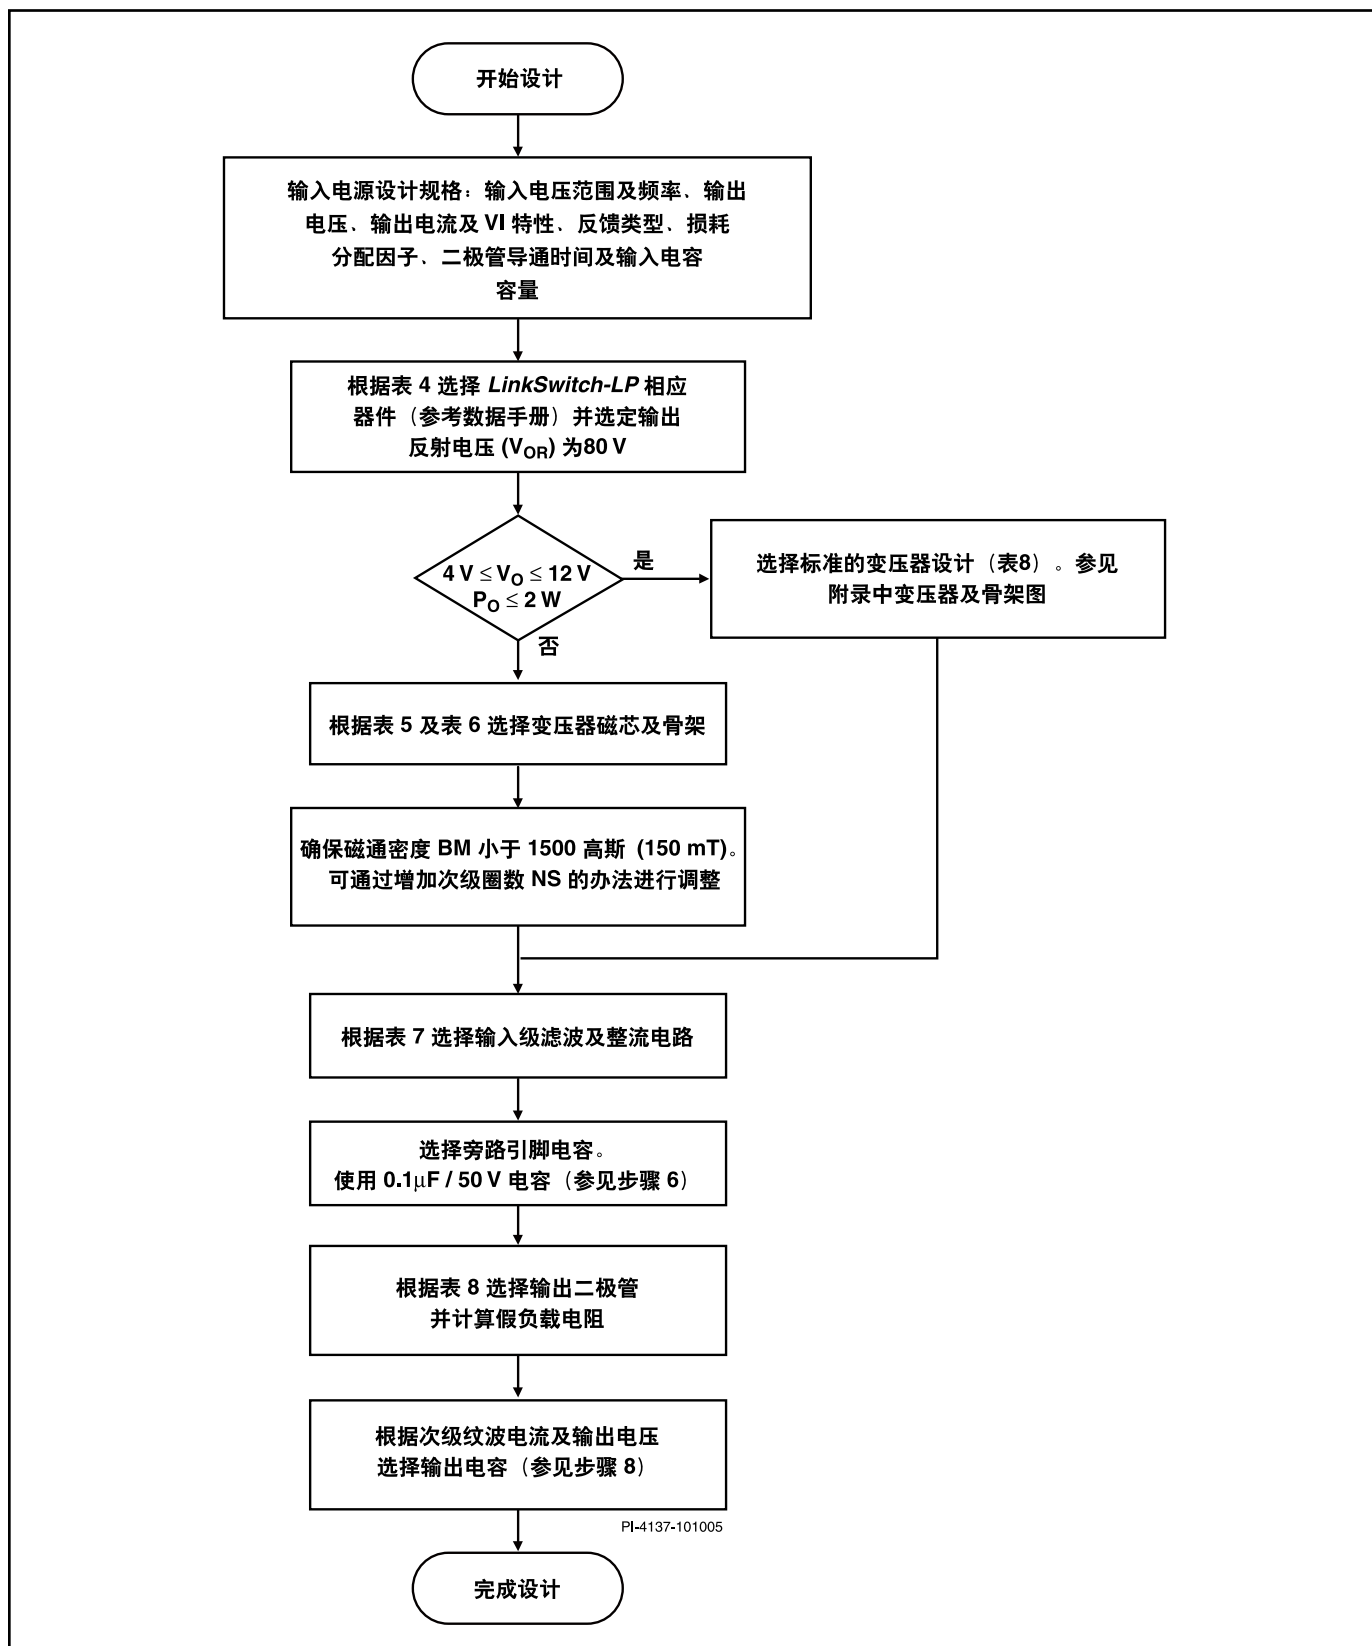 开始设计
输入电源设计规格：输入电压范围及频率、输出
电压、输出电流及 VI 特性、反馈类型、损耗
分配因子、二极管导通时间及输入电容
容量
根据表 4 选择 LinkSwitch-LP 相应
器件（参考数据手册）并选定输出
反射电压 (VOR) 为80 V
4 V ≤ VO ≤ 12 V
PO ≤ 2 W
是
选择标准的变压器设计（表8）。参见
附录中变压器及骨架图
否
根据表 5 及表 6 选择变压器磁芯及骨架
确保磁通密度 BM 小于 1500 高斯 (150 mT)。
可通过增加次级圈数 NS 的办法进行调整
根据表 7 选择输入级滤波及整流电路
选择旁路引脚电容。
使用 0.1µF / 50 V 电容（参见步骤 6）
根据表 8 选择输出二极管
并计算假负载电阻
根据次级纹波电流及输出电压
选择输出电容（参见步骤 8）
PI-4137-101005
完成设计